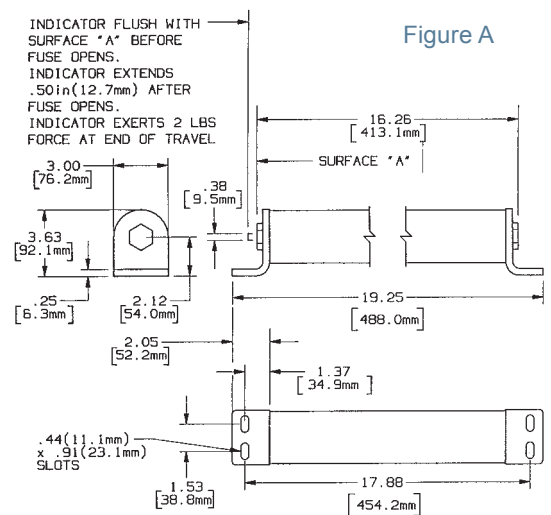 INDICATOR FLUSH WITH
SURFACE "A" BEFORE
FUSE OPENS.
INDICATOR EXTENDS
.50in(12.7mm) AFTER
FUSE OPENS.
INDICATOR EXERTS 2 LBS
FORCE AT END OF TRAVEL
Figure A
16.26
[413.1mm]
SURFACE "A"
3.00
[76.2mm]
.38
[9.5mm]
3.63
[92.1mm]
.25
[6.3mm]
2.12
[54.0mm]
19.25
[488.0mm]
2.05
[52.2mm]
1.37
[34.9mm]
.44(11.1mm)
x .91(23.1mm)
SLOTS
1.53
[38.8mm]
17.88
[454.2mm]